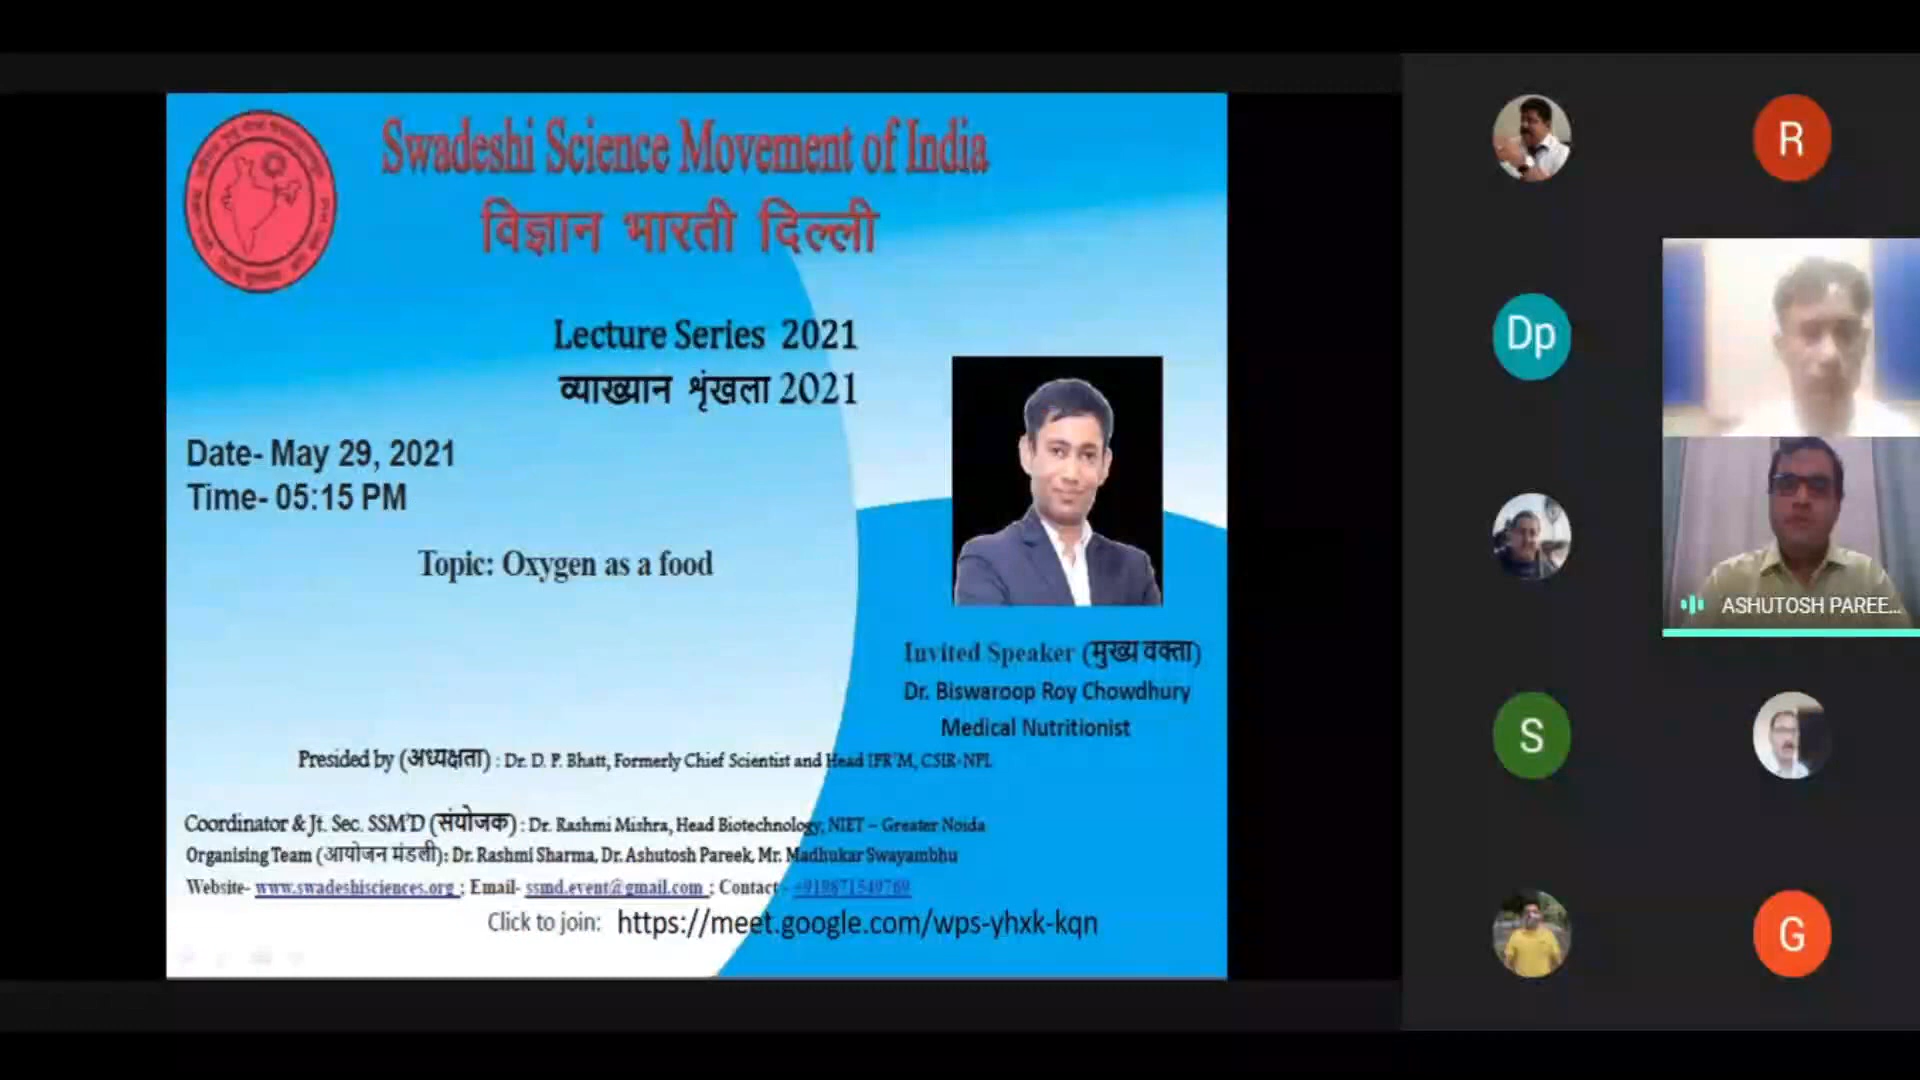 Swadeshi Science Movement of India
विज्ञान भारती दिल्ली
Lecture Series 2021
व्याख्यान श्रृंखला 2021
Date- May 29, 2021
Time- 05:15 PM
Topic: Oxygen as a food
Invited Speaker (मुख्य वक्ता)
Dr. Biswaroop Roy Chowdhury
Medical Nutritionist
Presided by (अध्यक्षता) : Dr. D. P. Bhatt, Formerly Chief Scientist and Head CSIR-NPL
Coordinator & Jt. Sec. SSM'D (संयोजक) : Dr. Rashmi Mishra, Head Biotechnology, NIET – Greater Noida
Organising Team (आयोजन मंडली): Dr. Rashmi Sharma, Dr. Ashutosh Pareek, Mr. Madhukar Swayambhu
Website- www.swadeshisciences.org ; Email- ssmd.event@gmail.com ; Contact -
Click to join: https://meet.google.com/wps-yhxk-kqn
R
Dp
ASHUTOSH PAREE...
S
G